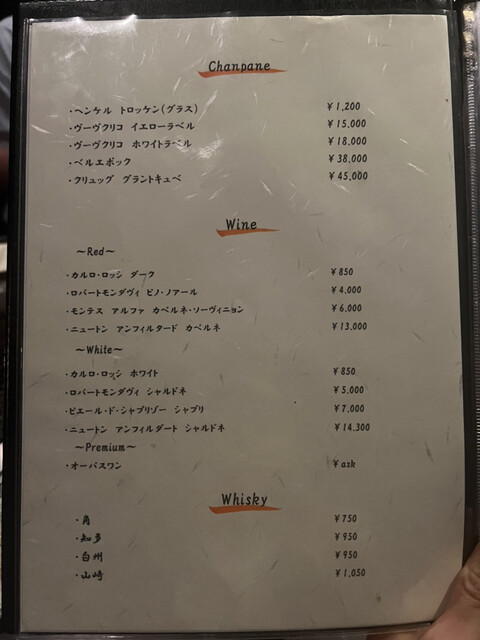 Chanpane
・ヘンケル トロッケン(グラス) ¥1,200
・ヴーヴクリコ イエローラベル ¥15,000
・ヴーヴクリコ ホワイトラベル ¥18,000
・ベルエポック ¥38,000
・クリュッグ グラントキュベ ¥45,000
Wine
～Red～
・カルロ・ロッシ ダーク ¥850
・ロバートモンダヴィ ピノ・ノアール ¥4,000
・モンテス アルファ カベルネ・ソーヴィニョン ¥6,000
・ニュートン アンフィルタード カベルネ ¥13,000
～White～
・カルロ・ロッシ ホワイト ¥850
・ロバートモンダヴィ シャルドネ ¥5,000
・ピエール・ド・シャブリゾー シャブリ ¥7,000
・ニュートン アンフィルダート シャルドネ ¥14,300
～Premium～
・オーパスワン ¥ask
Whisky
・角 ¥750
・知多 ¥950
・白州 ¥950
・山崎 ¥1,050